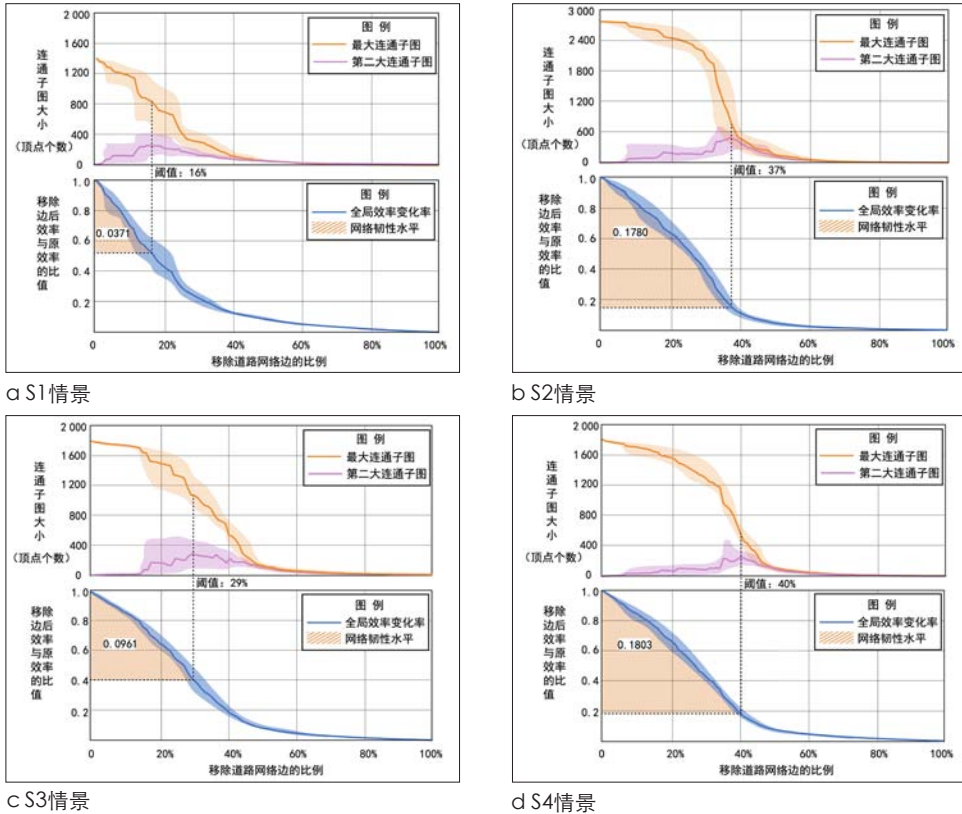 2 000
1 600
1200
800
400
0
连通子图大小
（顶点个数）
图 例
最大连通子图
第二大连通子图
阈值：16%
1.0
0.8
0.6
0.4
0.2
移除边后效率与原效率的比值
0.0371
图 例
全局效率变化率
网络韧性水平
0 20% 40% 60% 80% 100%
移除道路网络边的比例
a S1情景
3 000
2 400
1 800
1 200
600
0
连通子图大小
（顶点个数）
图 例
最大连通子图
第二大连通子图
阈值：37%
1.0
0.8
0.6
0.4
0.2
移除边后效率与原效率的比值
0.1780
图 例
全局效率变化率
网络韧性水平
0 20% 40% 60% 80% 100%
移除道路网络边的比例
b S2情景
2 000
1 600
1200
800
400
0
连通子图大小
（顶点个数）
图 例
最大连通子图
第二大连通子图
阈值：29%
1.0
0.8
0.6
0.4
0.2
移除边后效率与原效率的比值
0.0961
图 例
全局效率变化率
网络韧性水平
0 20% 40% 60% 80% 100%
移除道路网络边的比例
c S3情景
2 000
1 600
1 200
800
400
0
连通子图大小
（顶点个数）
图 例
最大连通子图
第二大连通子图
阈值：40%
1.0
0.8
0.6
0.4
0.2
移除边后效率与原效率的比值
0.1803
图 例
全局效率变化率
网络韧性水平
0 20% 40% 60% 80% 100%
移除道路网络边的比例
d S4情景